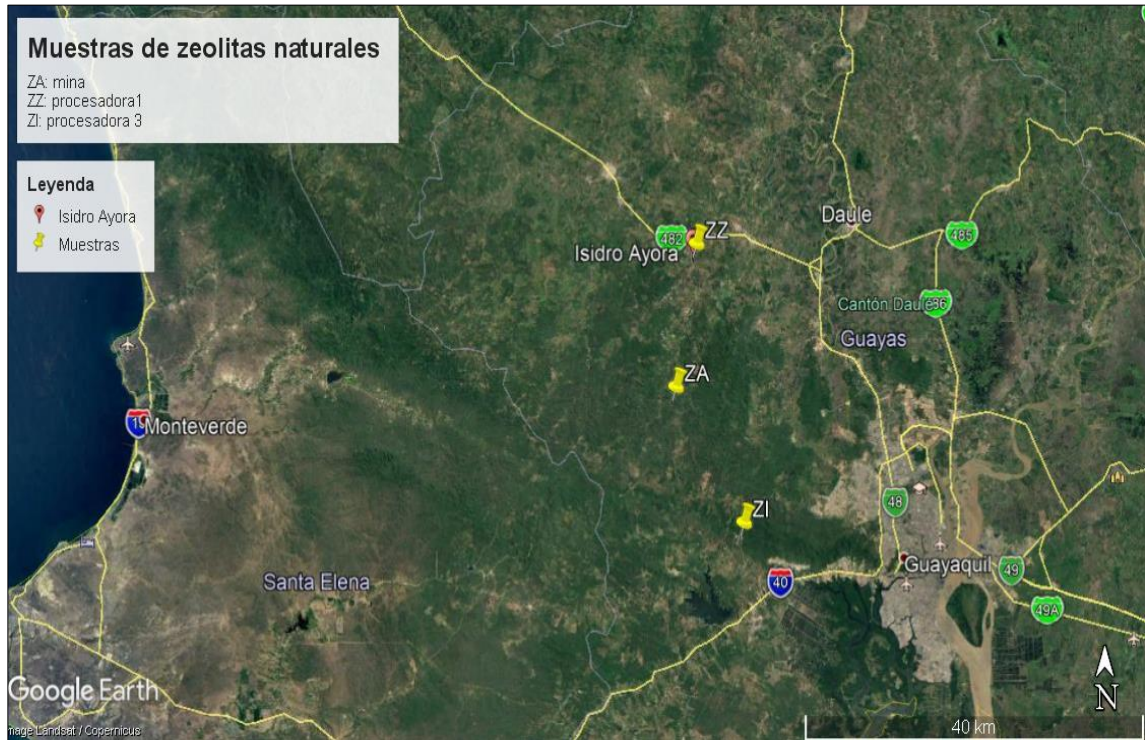 Muestras de zeolitas naturales
ZA: mina
ZZ: procesadora1
ZI: procesadora 3
Leyenda
Isidro Ayora
Muestras
ZZ
482
Isidro Ayora
Daule
485
Cantón Daule
Guayas
ZA
Monteverde
ZI
48
Guayaquil
49
Santa Elena
40
49A
N
Google Earth
40 km
mage Landsat / Copernicus